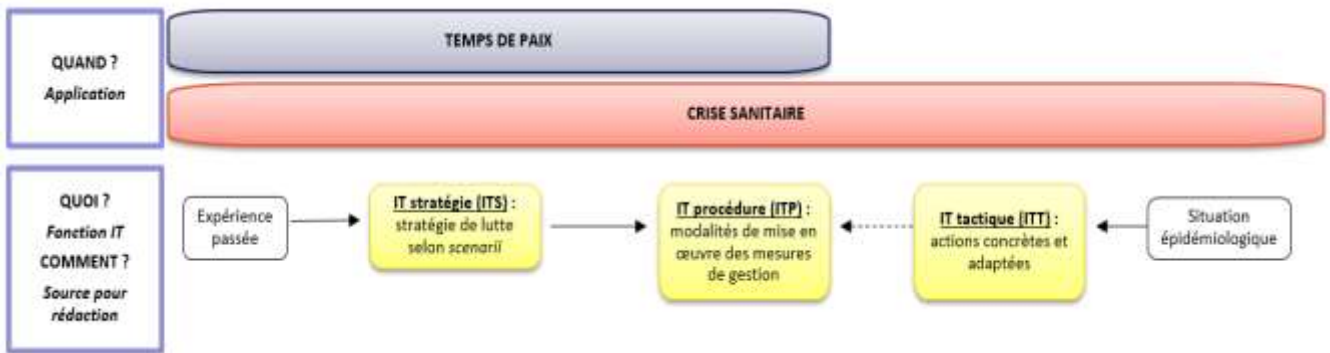 QUAND ?
Application
TEMPS DE PAIX
CRISE SANITAIRE
QUOI ?
Fonction IT
COMMENT ?
Source pour
rédaction
Expérience
passée
IT stratégie (ITS) :
stratégie de lutte
selon scenarii
IT procédure (ITP) :
modalités de mise en
œuvre des mesures
de gestion
IT tactique (ITT) :
actions concrètes et
adaptées
Situation
épidémiologique